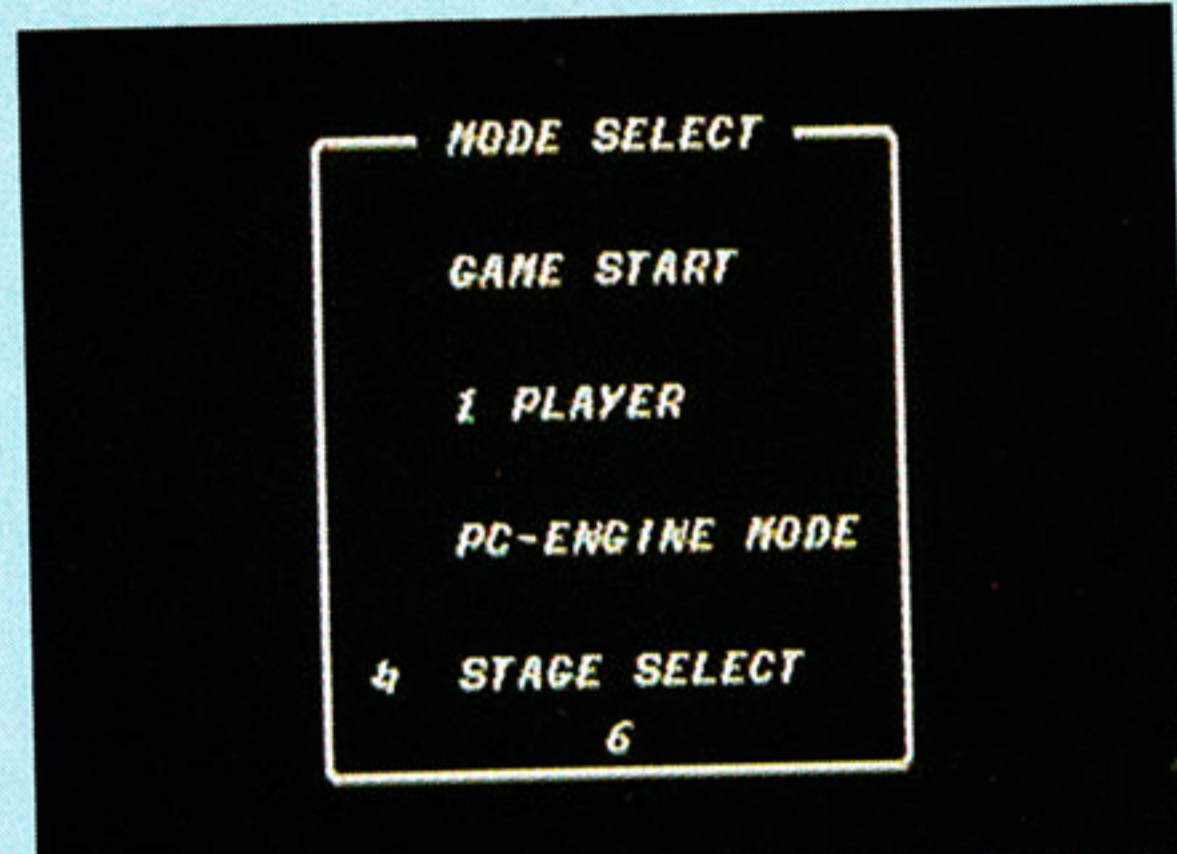 MODE SELECT
GAME START
1 PLAYER
PC-ENGINE MODE
STAGE SELECT
6